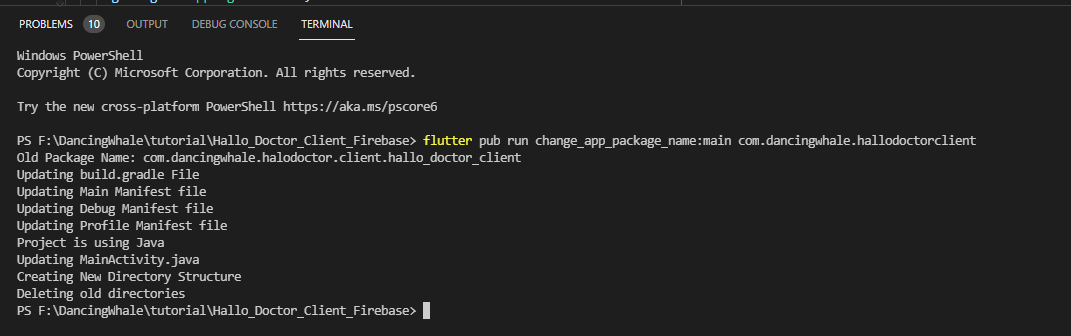 PROBLEMS 10 OUTPUT DEBUG CONSOLE TERMINAL
Windows PowerShell
Copyright (C) Microsoft Corporation. All rights reserved.
Try the new cross-platform PowerShell https://aka.ms/pscore6
PS F:\DancingWhale\tutorial\Hallo_Doctor_Client_Firebase> flutter pub run change_app_package_name:main com.dancingwhale.hallodoctorclient
Old Package Name: com.dancingwhale.halodoctor.client.hallo_doctor_client
Updating build.gradle File
Updating Main Manifest file
Updating Debug Manifest file
Updating Profile Manifest file
Project is using Java
Updating MainActivity.java
Creating New Directory Structure
Deleting old directories
PS F:\DancingWhale\tutorial\Hallo_Doctor_Client_Firebase>